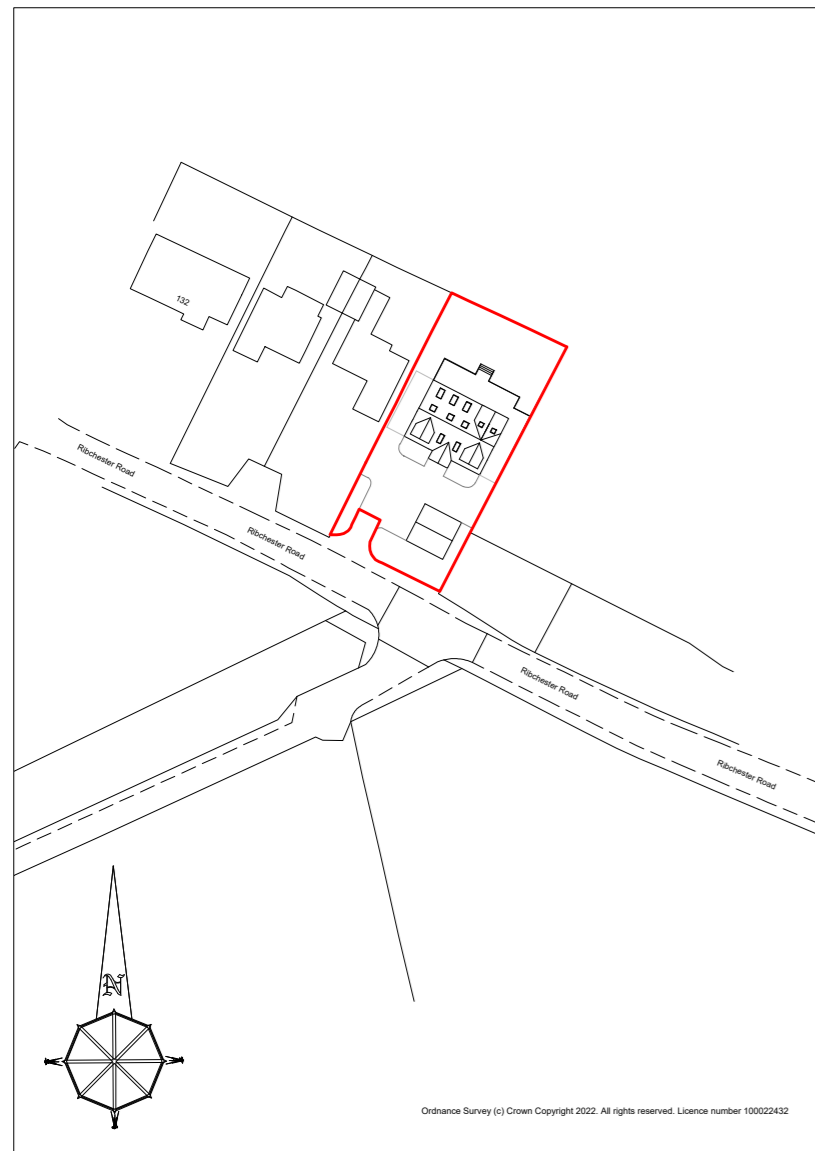 132
Ribchester Road
Ribchester Road
Ribchester Road
Ribchester Road
N
Ordnance Survey (c) Crown Copyright 2022. All rights reserved. Licence number 100022432